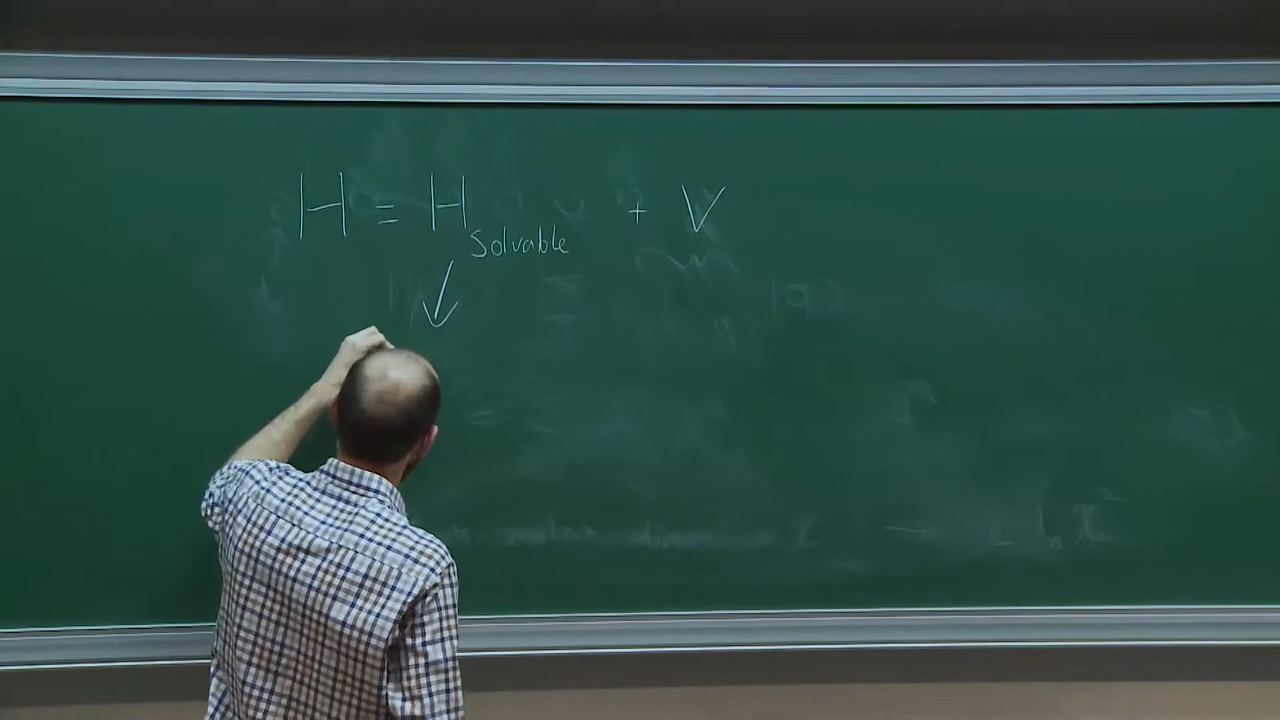 H = H Solvable + V
↓